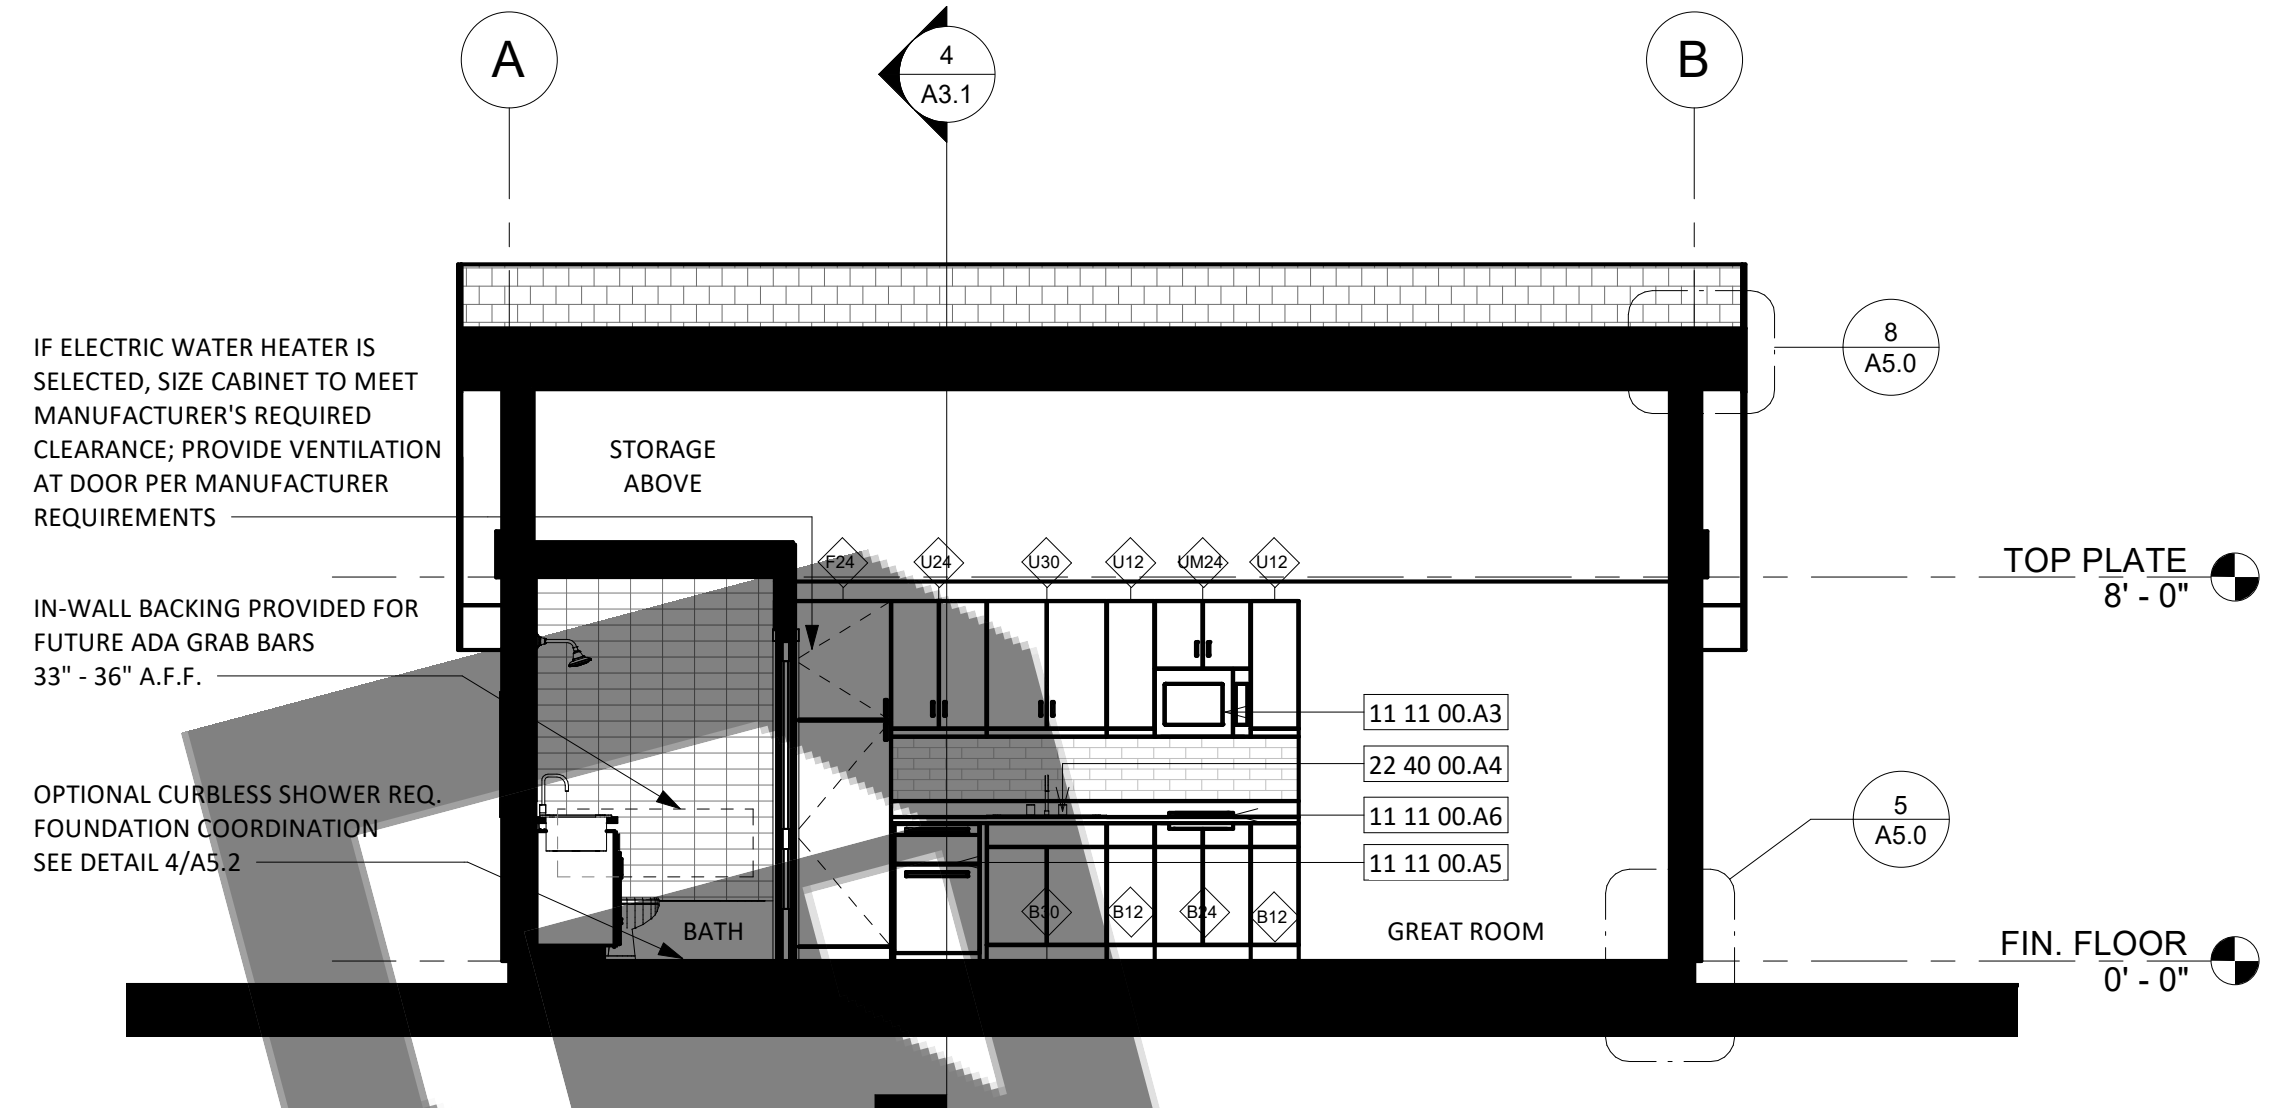 A
4
A3.1
B
IF ELECTRIC WATER HEATER IS
SELECTED, SIZE CABINET TO MEET
MANUFACTURER'S REQUIRED
CLEARANCE; PROVIDE VENTILATION
AT DOOR PER MANUFACTURER
REQUIREMENTS
STORAGE
ABOVE
8
A5.0
F24
U24
U30
U12
UM24
U12
TOP PLATE
8' - 0"
IN-WALL BACKING PROVIDED FOR
FUTURE ADA GRAB BARS
33" - 36" A.F.F.
11 11 00.A3
22 40 00.A4
11 11 00.A6
11 11 00.A5
OPTIONAL CURBLESS SHOWER REQ.
FOUNDATION COORDINATION
SEE DETAIL 4/A5.2
5
A5.0
B30
B12
B24
B12
BATH
GREAT ROOM
FIN. FLOOR
0' - 0"